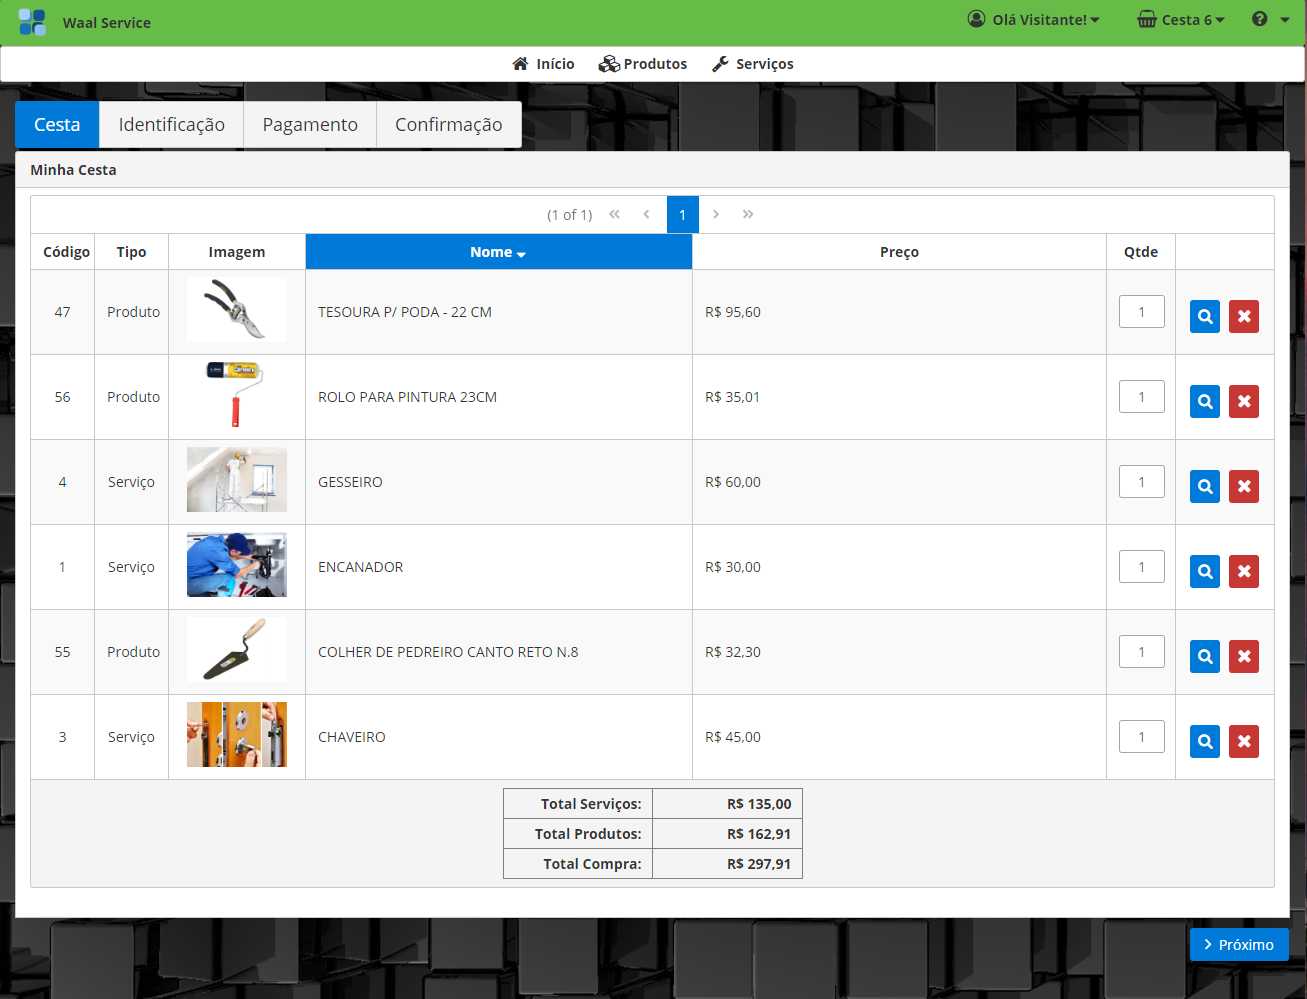 Waal Service
Olá Visitante!
Cesta 6
Início
Produtos
Serviços
Cesta
Identificação
Pagamento
Confirmação
Minha Cesta
(1 of 1) 1
Código Tipo Imagem Nome Preço Qtde
47 Produto TESOURA P/ PODA - 22 CM R$ 95,60 1
56 Produto ROLO PARA PINTURA 23CM R$ 35,01 1
4 Serviço GESSEIRO R$ 60,00 1
1 Serviço ENCANADOR R$ 30,00 1
55 Produto COLHER DE PEDREIRO CANTO RETO N.8 R$ 32,30 1
3 Serviço CHAVEIRO R$ 45,00 1
Total Serviços: R$ 135,00
Total Produtos: R$ 162,91
Total Compra: R$ 297,91
Próximo